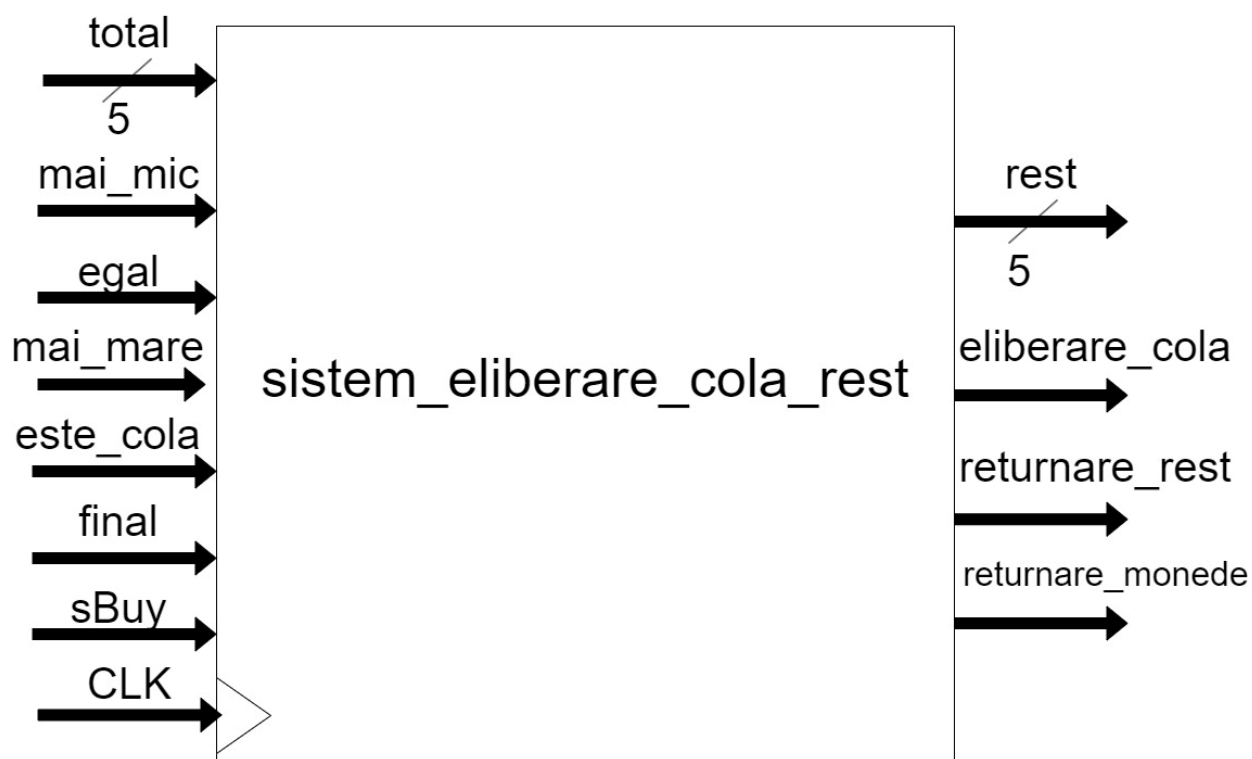 total
5
mai_mic
egal
mai_mare
este_cola
final
sBuy
CLK
sistem_eliberare_cola_rest
rest
5
eliberare_cola
returnare_rest
returnare_monede